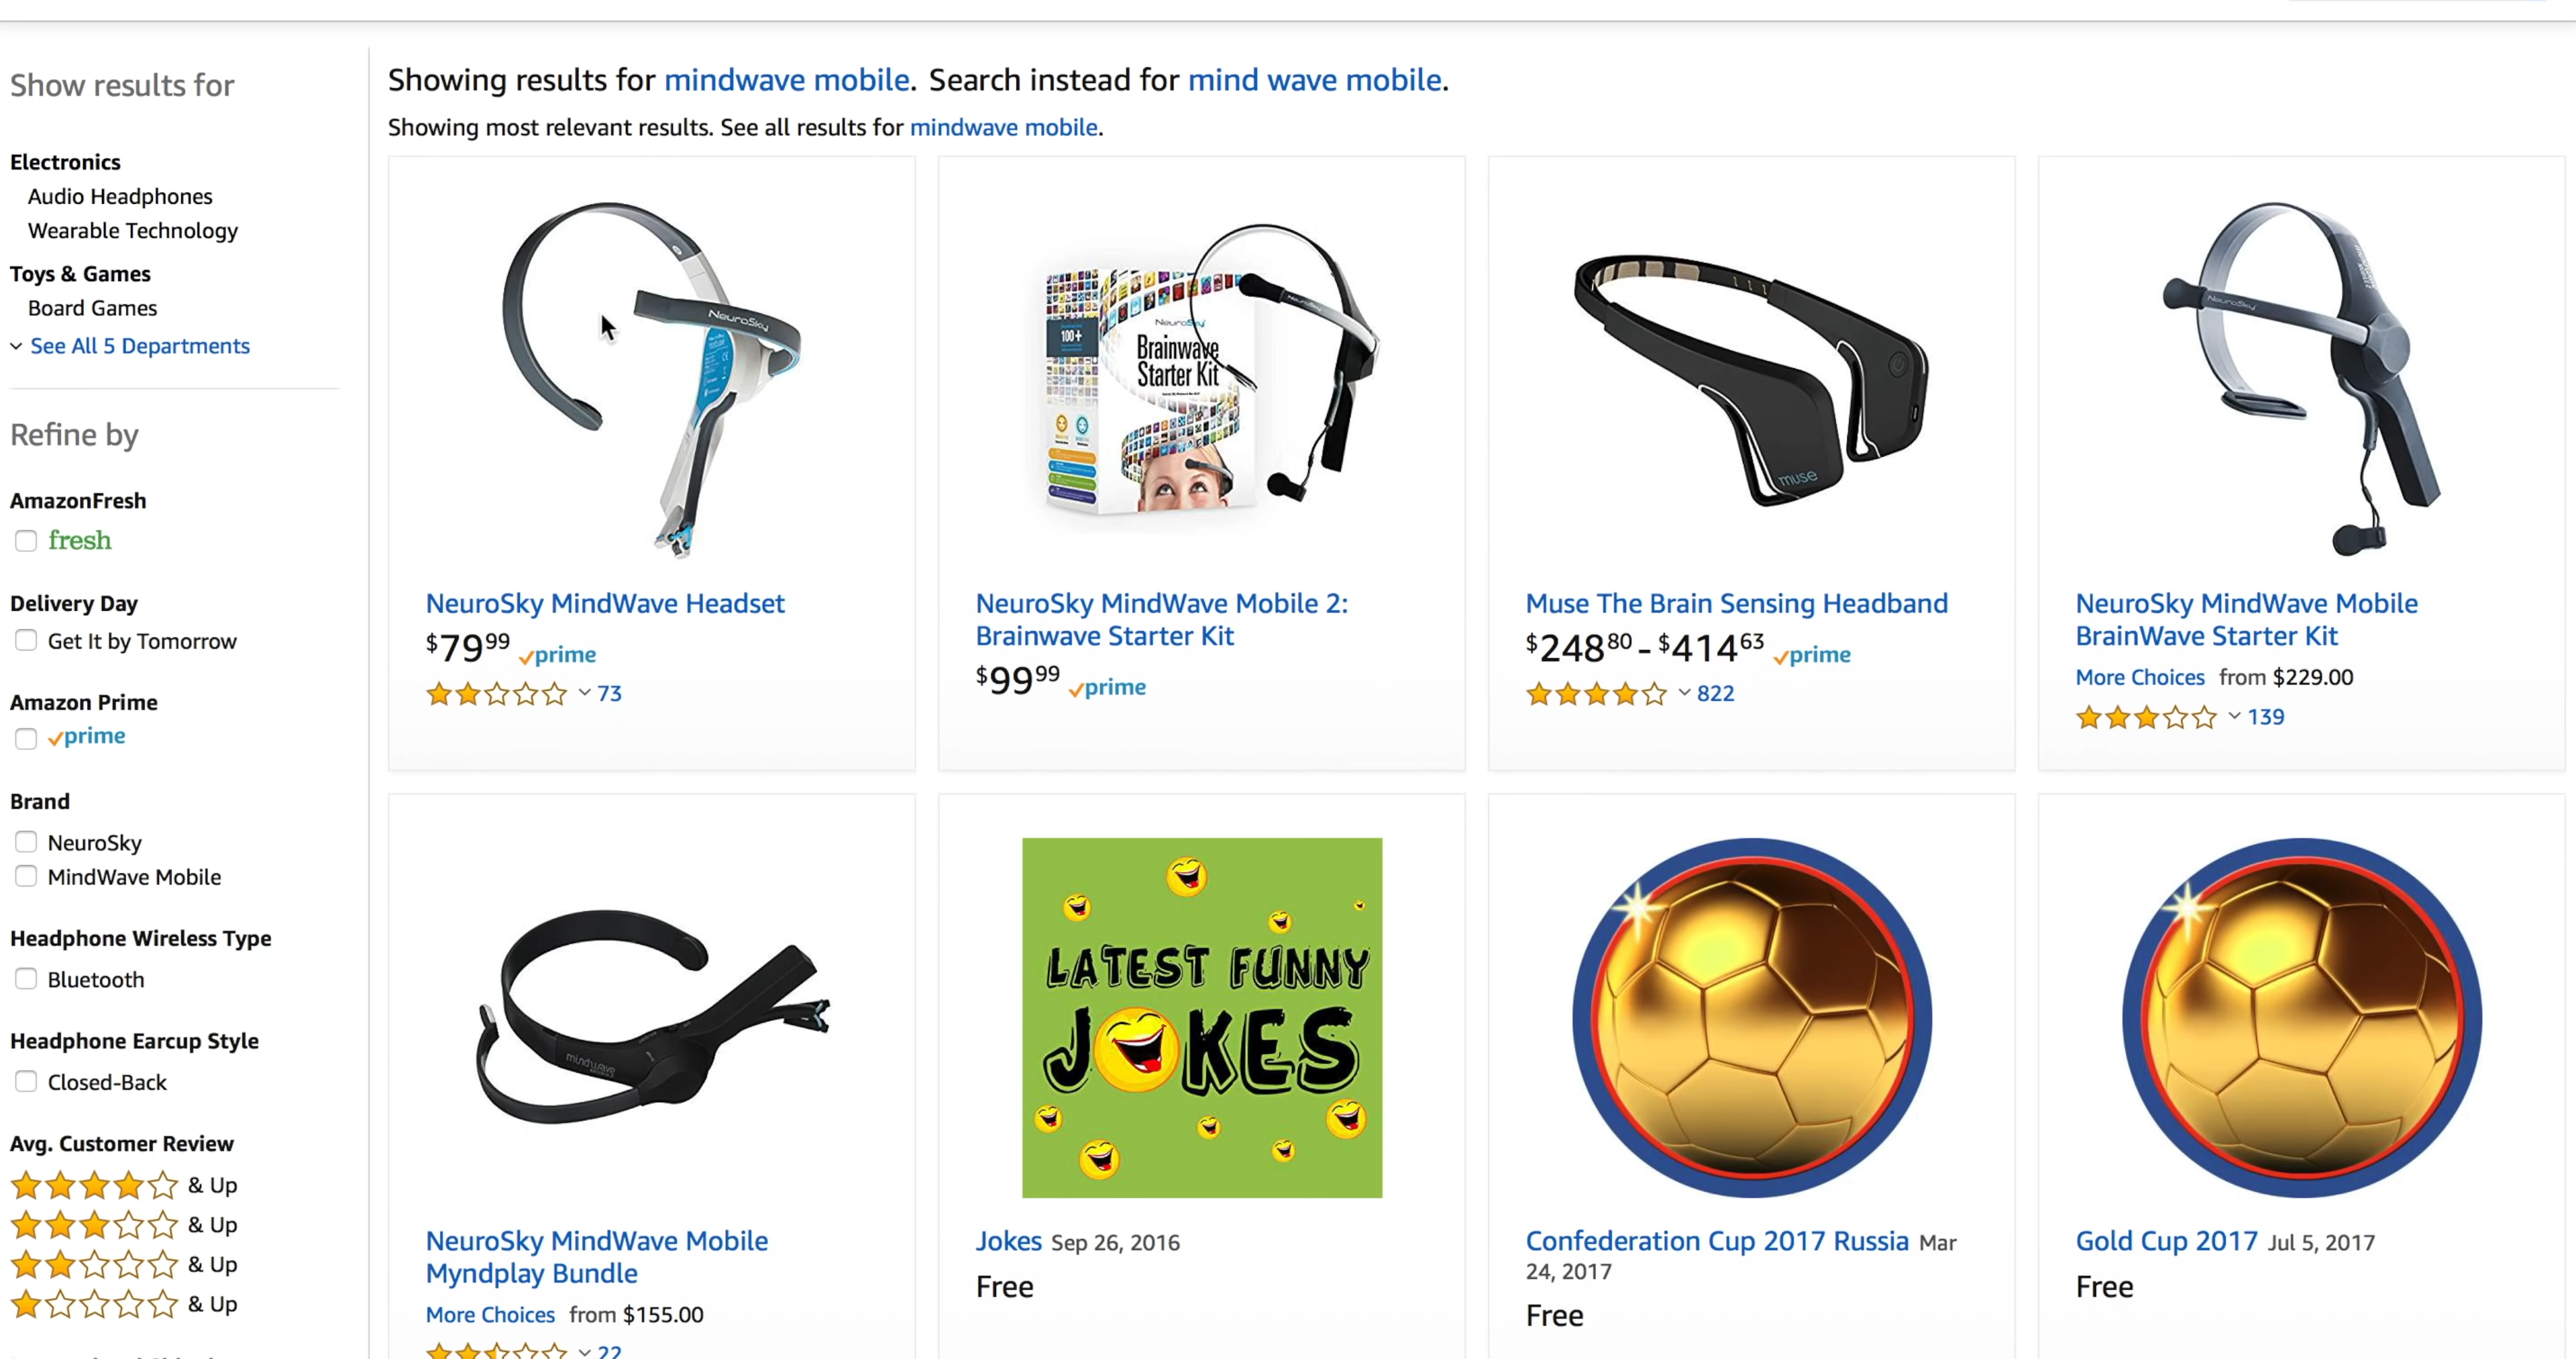 Show results for
Electronics
Audio Headphones
Wearable Technology
Toys & Games
Board Games
See All 5 Departments
Refine by
AmazonFresh
fresh
Delivery Day
Get It by Tomorrow
Amazon Prime
prime
Brand
NeuroSky
MindWave Mobile
Headphone Wireless Type
Bluetooth
Headphone Earcup Style
Closed-Back
Avg. Customer Review
& Up
& Up
& Up
& Up
Showing results for mindwave mobile. Search instead for mind wave mobile.
Showing most relevant results. See all results for mindwave mobile.
NeuroSky
NeuroSky MindWave Headset
$79.99 prime
73
NeuroSky
100+
NeuroSky
Brainwave
Starter Kit
NeuroSky MindWave Mobile 2:
Brainwave Starter Kit
$99.99 prime
muse
Muse The Brain Sensing Headband
$248.80 - $414.63 prime
822
NeuroSky
NeuroSky MindWave Mobile
BrainWave Starter Kit
More Choices from $229.00
139
mindwave
NeuroSky MindWave Mobile
Myndplay Bundle
More Choices from $155.00
22
LATEST FUNNY
JOKES
Jokes Sep 26, 2016
Free
Confederation Cup 2017 Russia Mar
24, 2017
Free
Gold Cup 2017 Jul 5, 2017
Free